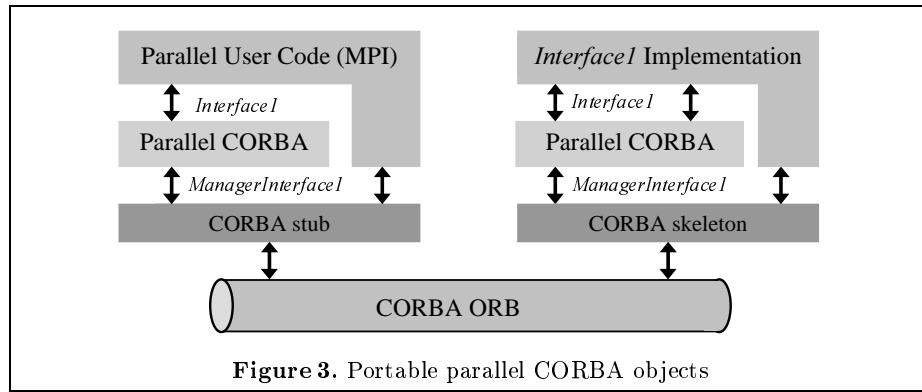 Parallel User Code (MPI)
Interface1
Parallel CORBA
ManagerInterface1
CORBA stub
Interface1 Implementation
Interface1
Parallel CORBA
ManagerInterface1
CORBA skeleton
CORBA ORB
Figure 3. Portable parallel CORBA objects